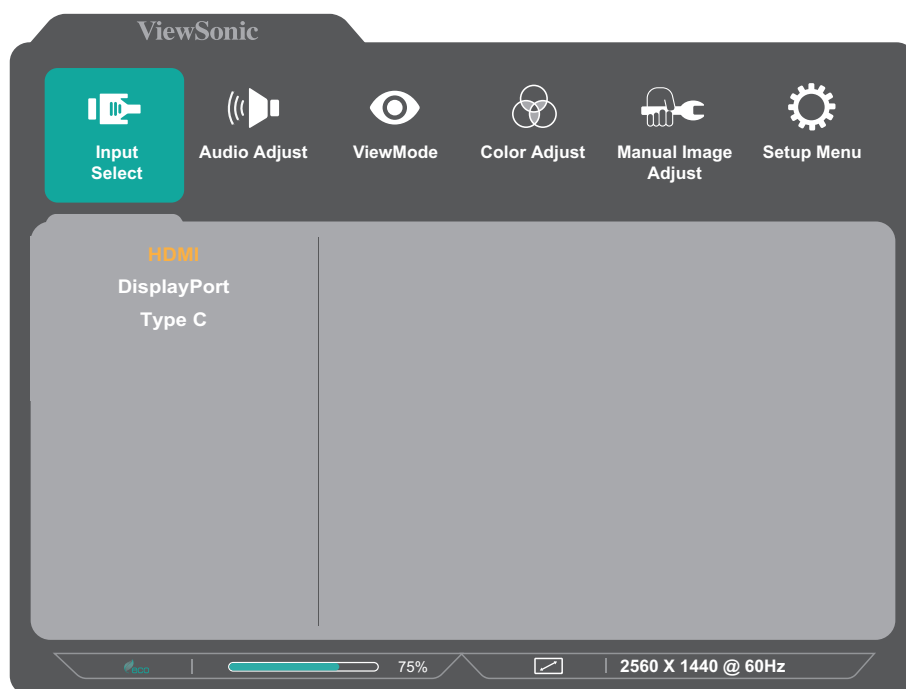 ViewSonic
Input
Select
Audio Adjust
ViewMode
Color Adjust
Manual Image
Adjust
Setup Menu
HDMI
DisplayPort
Type C
eco
75%
2560 X 1440 @ 60Hz